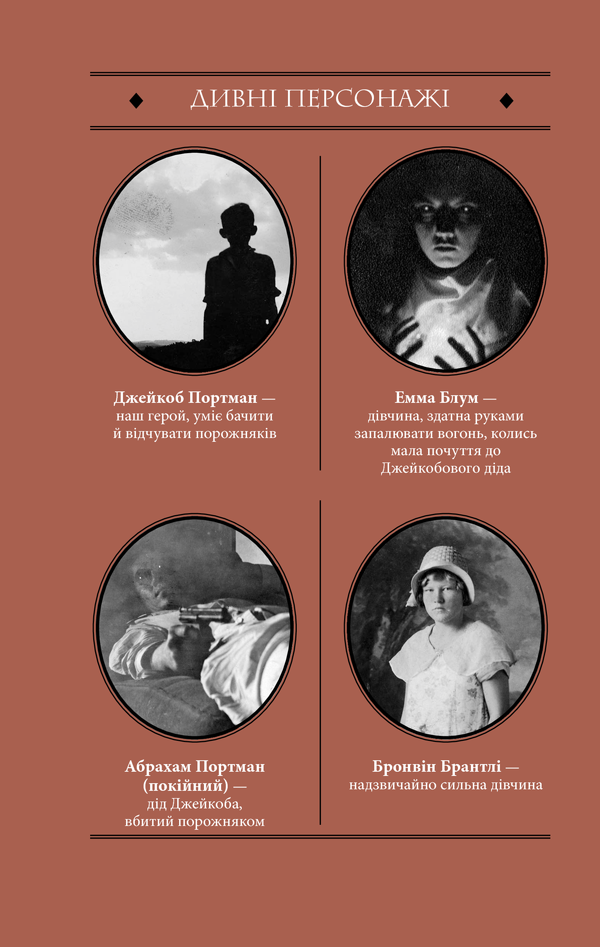 ДИВНІ ПЕРСОНАЖІ
Джейкоб Портман —
наш герой, уміє бачити
й відчувати порожняків
Емма Блум —
дівчина, здатна руками
запалювати вогонь, колись
мала почуття до
Джейкобового діда
Абрахам Портман
(покійний) —
дід Джейкоба,
вбитий порожняком
Бронвін Брантлі —
надзвичайно сильна дівчина